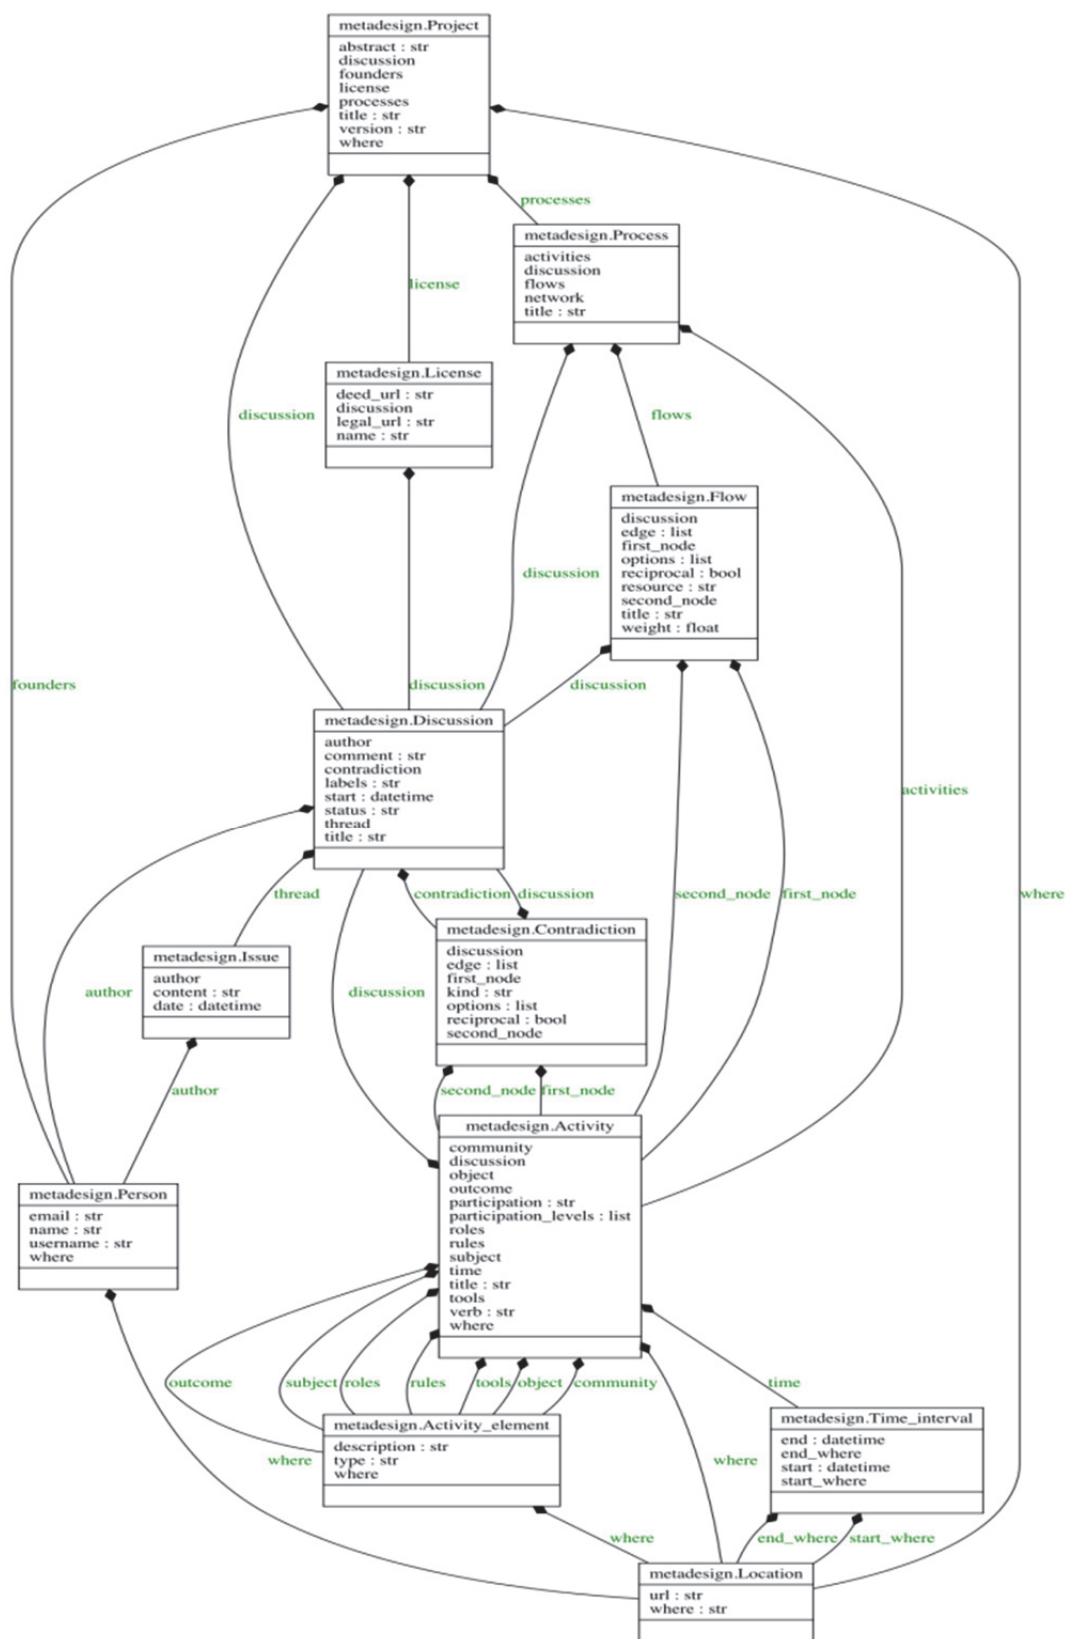 metadesign.Project
abstract : str
discussion
founders
license
processes
title : str
version : str
where
processes
metadesign.Process
activities
discussion
flows
network
title : str
license
metadesign.License
deed_url : str
discussion
legal_url : str
name : str
discussion
flows
metadesign.Flow
discussion
edge : list
first_node
options : list
reciprocal : bool
resource : str
second_node
title : str
weight : float
discussion
founders
discussion
discussion
metadesign.Discussion
author
comment : str
contradiction
labels : str
start : datetime
status : str
thread
title : str
activities
thread
contradiction
discussion
second_node
first_node
where
metadesign.Contradiction
discussion
edge : list
first_node
kind : str
options : list
reciprocal : bool
second_node
metadesign.Issue
author
content : str
date : datetime
author
discussion
author
second_node
first_node
metadesign.Activity
community
discussion
object
outcome
participation : str
participation_levels : list
roles
rules
subject
time
title : str
tools
verb : str
where
metadesign.Person
email : str
name : str
username : str
where
outcome
subject
roles
rules
tools
object
community
time
metadesign.Activity_element
description : str
type : str
where
where
where
metadesign.Time_interval
end : datetime
end_where
start : datetime
start_where
where
end_where
start_where
metadesign.Location
url : str
where : str